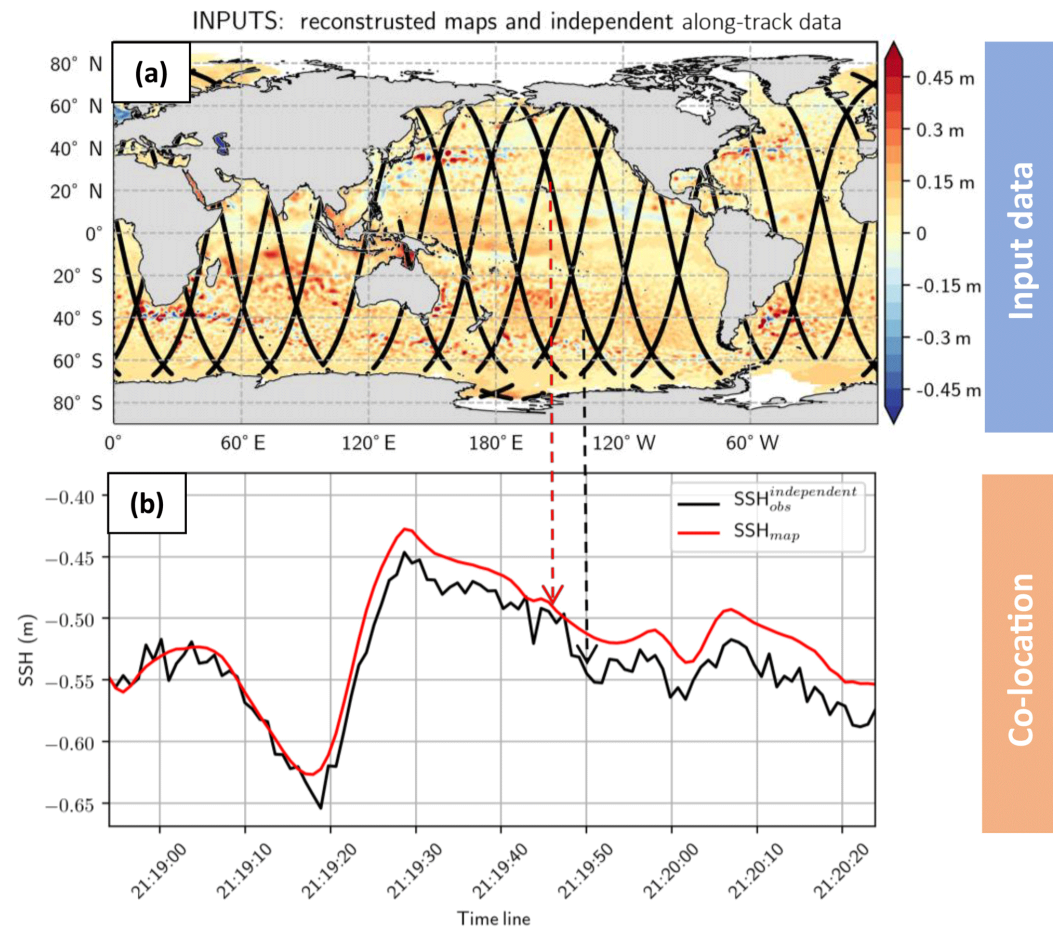 INPUTS: reconstrusted maps and independent along-track data
(a)
80° N
60° N
40° N
20° N
0°
20° S
40° S
60° S
80° S
0°
60° E
120° E
180° W
120° W
60° W
0.45 m
0.3 m
0.15 m
0
-0.15 m
-0.3 m
-0.45 m
Input data
(b)
SSH_{obs}^{independent}
SSH_{map}
−0.40
−0.45
−0.50
−0.55
−0.60
−0.65
SSH (m)
21:19:00
21:19:10
21:19:20
21:19:30
21:19:40
21:19:50
21:20:00
21:20:10
21:20:20
Time line
Co-location